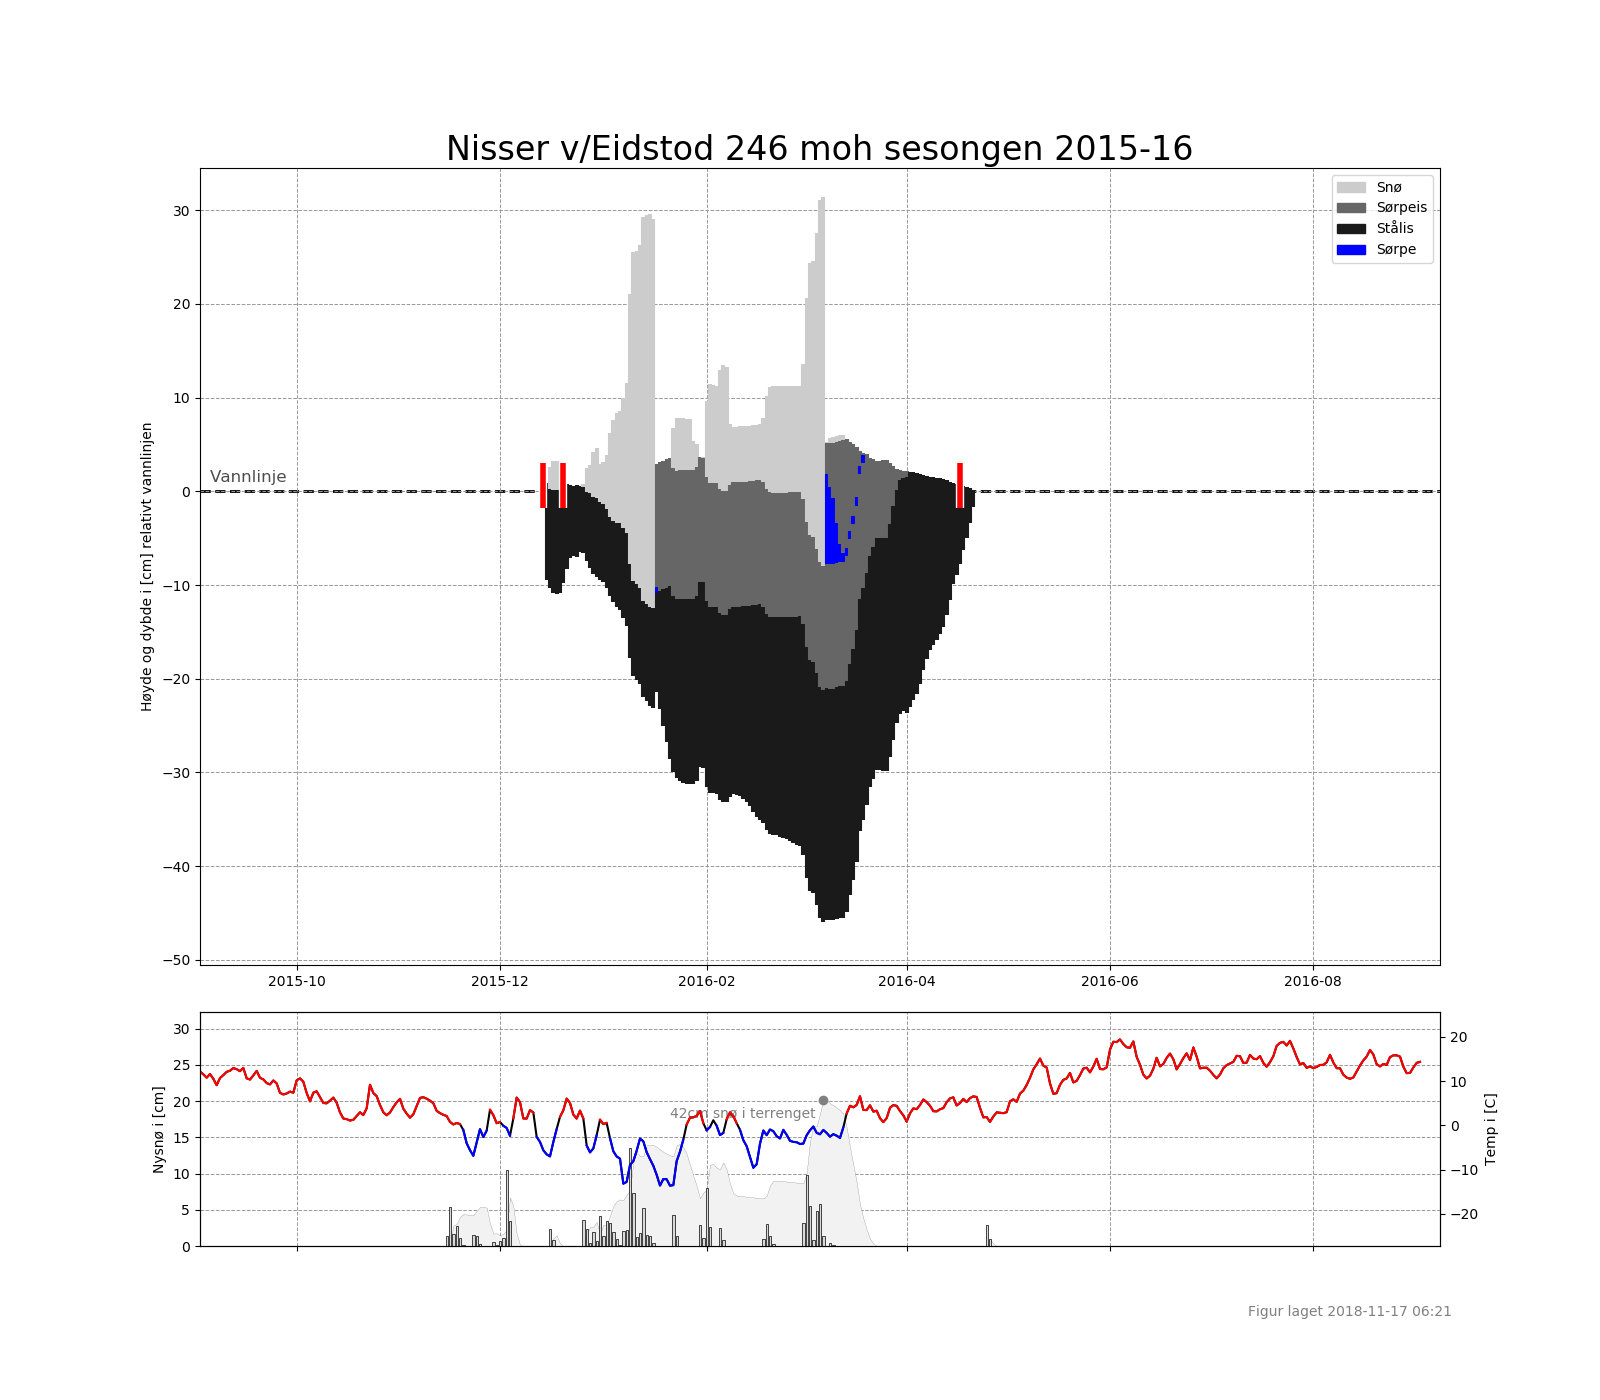 Nisser v/Eidstod 246 moh sesongen 2015-16
Snø
Sørpeis
Stålis
Sørpe
Høyde og dybde i [cm] relativt vannlinjen
30
20
10
0
−10
−20
−30
−40
−50
Vannlinje
2015-10
2015-12
2016-02
2016-04
2016-06
2016-08
Nysnø i [cm]
30
25
20
15
10
5
0
42cm snø i terrenget
20
10
0
−10
−20
Temp i [C]
Figur laget 2018-11-17 06:21